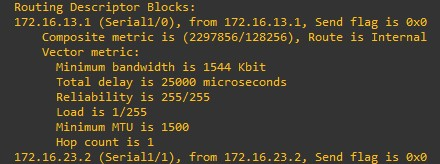 Routing Descriptor Blocks:
172.16.13.1 (Serial1/0), from 172.16.13.1, Send flag is 0x0
Composite metric is (2297856/128256), Route is Internal
Vector metric:
Minimum bandwidth is 1544 Kbit
Total delay is 25000 microseconds
Reliability is 255/255
Load is 1/255
Minimum MTU is 1500
Hop count is 1
172.16.23.2 (Serial1/1), from 172.16.23.2, Send flag is 0x0